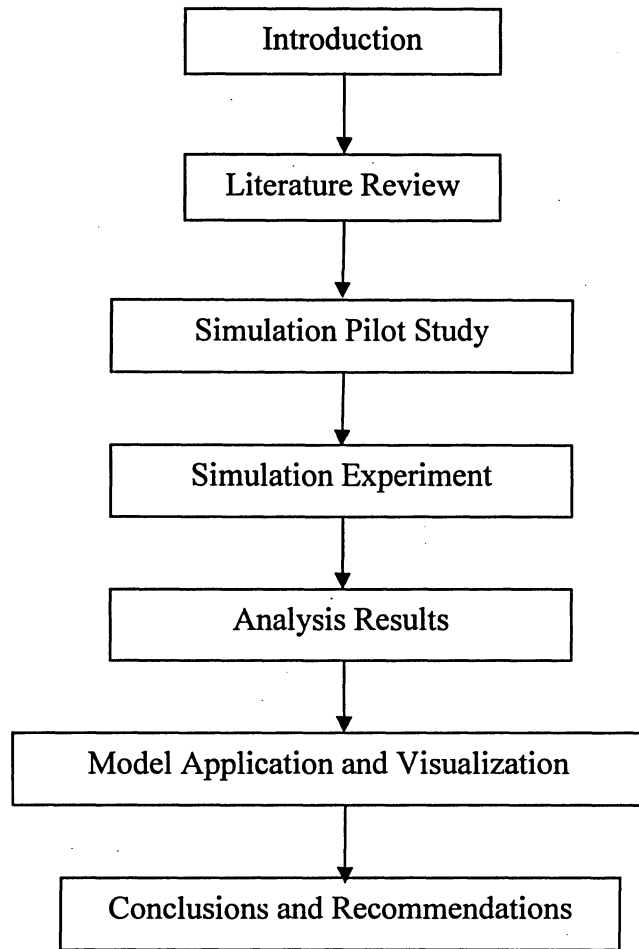 Introduction
Literature Review
Simulation Pilot Study
Simulation Experiment
Analysis Results
Model Application and Visualization
Conclusions and Recommendations